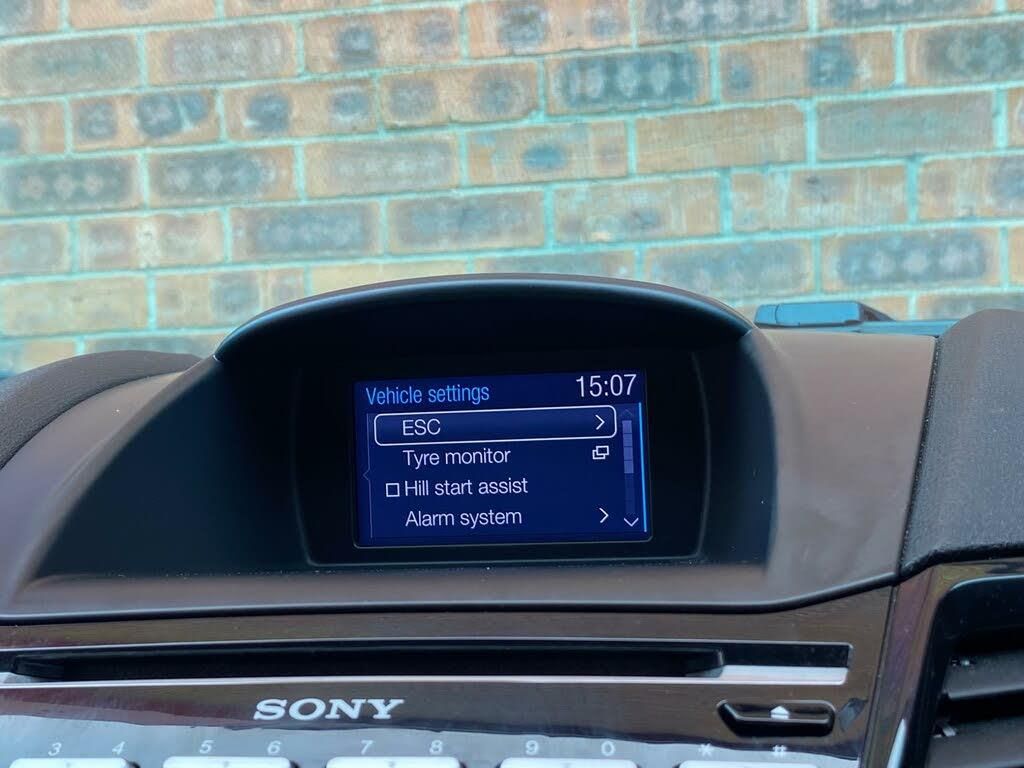 Vehicle settings 15:07
ESC
Tyre monitor
Hill start assist
Alarm system
SONY
3 4 5 6 7 8 9 0 * #